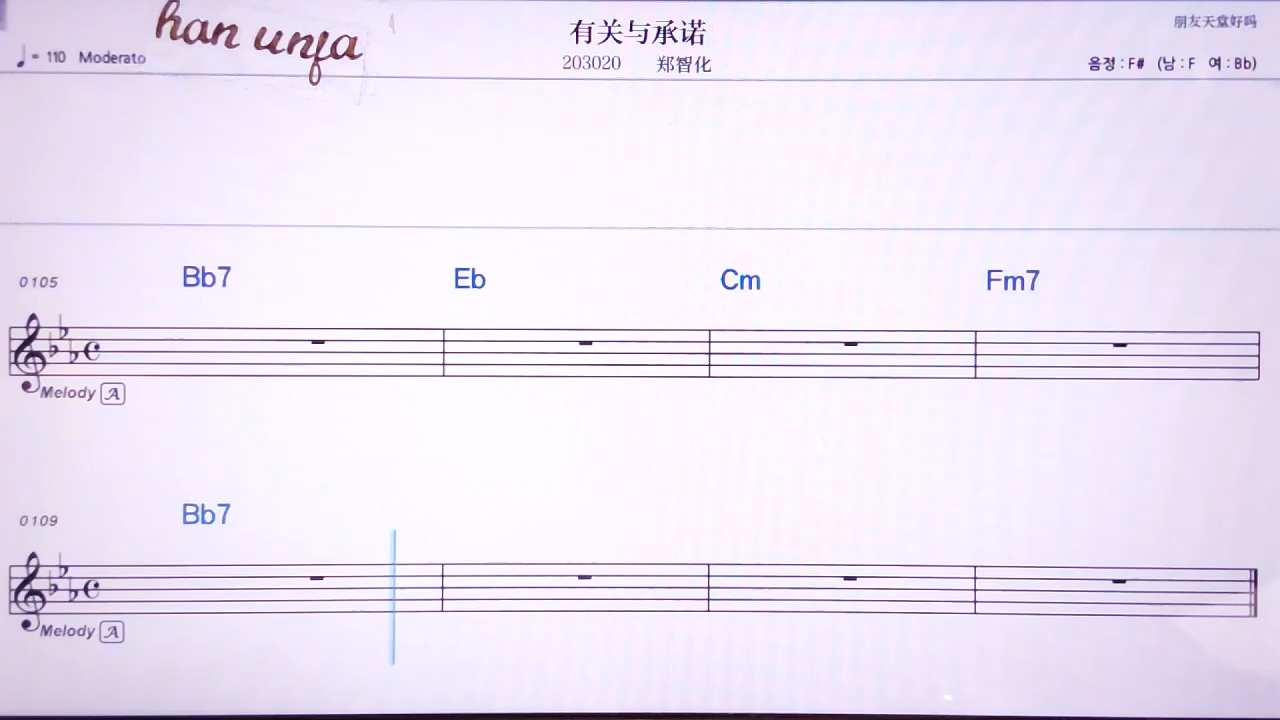 han unfa
有关与承诺
朋友天堂好吗
♩= 110 Moderato
203020 郑智化
음정 : F# (남 : F 여 : Bb)
0105 Bb7 Eb Cm Fm7
Melody A
0109 Bb7
Melody A